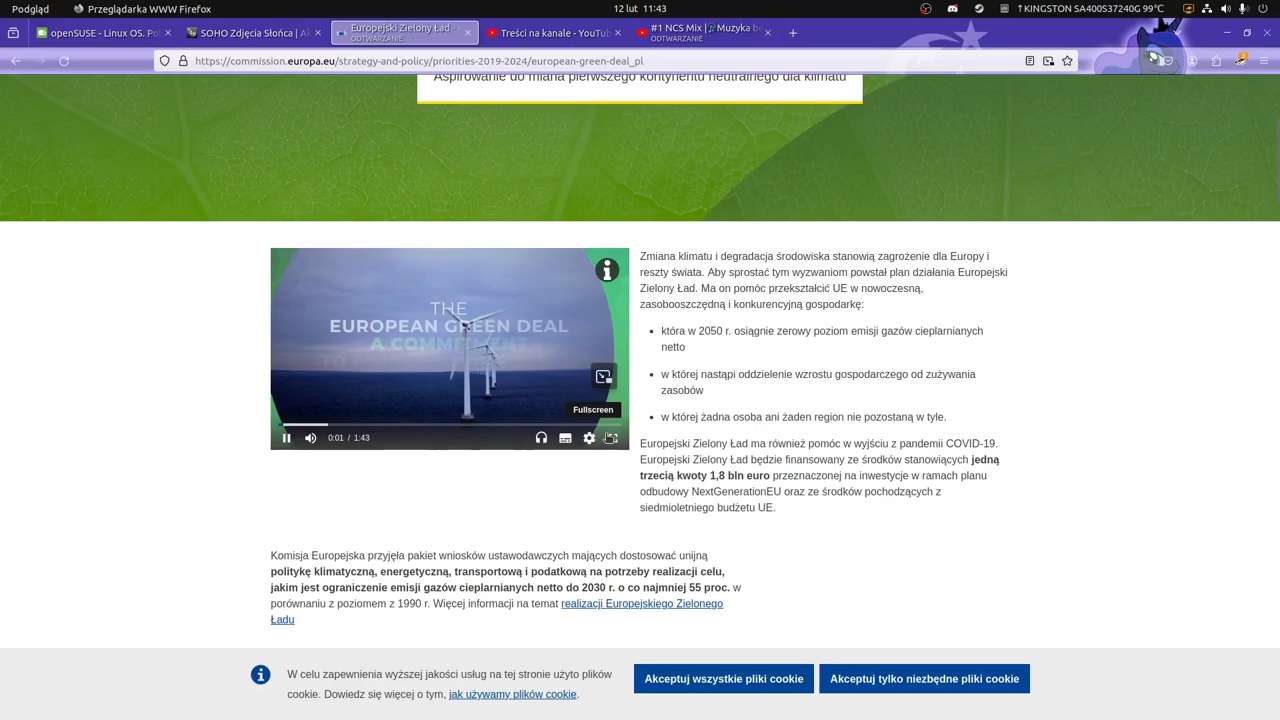 Podgląd
Przeglądarka WWW Firefox
12 lut 11:43
↑KINGSTON SA400S37240G 99°C
openSUSE - Linux OS. Po
SOHO Zdjęcia Słońca | Ak
Europejski Zielony Ład -
ODTWARZANIE
Treści na kanale - YouTub
#1 NCS Mix | Muzyka be
ODTWARZANIE
https://commission.europa.eu/strategy-and-policy/priorities-2019-2024/european-green-deal_pl
Aspirowanie do miana pierwszego kontynentu neutralnego dla klimatu
THE
EUROPEAN GREEN DEAL
A COMMITMENT
Fullscreen
0:01 / 1:43
Zmiana klimatu i degradacja środowiska stanowią zagrożenie dla Europy i
reszty świata. Aby sprostać tym wyzwaniom powstał plan działania Europejski
Zielony Ład. Ma on pomóc przekształcić UE w nowoczesną,
zasobooszczędną i konkurencyjną gospodarkę:
• która w 2050 r. osiągnie zerowy poziom emisji gazów cieplarnianych
netto
• w której nastąpi oddzielenie wzrostu gospodarczego od zużywania
zasobów
• w której żadna osoba ani żaden region nie pozostaną w tyle.
Europejski Zielony Ład ma również pomóc w wyjściu z pandemii COVID-19.
Europejski Zielony Ład będzie finansowany ze środków stanowiących jedną
trzecią kwoty 1,8 bln euro przeznaczonej na inwestycje w ramach planu
odbudowy NextGenerationEU oraz ze środków pochodzących z
siedmioletniego budżetu UE.
Komisja Europejska przyjęła pakiet wniosków ustawodawczych mających dostosować unijną
politykę klimatyczną, energetyczną, transportową i podatkową na potrzeby realizacji celu,
jakim jest ograniczenie emisji gazów cieplarnianych netto do 2030 r. o co najmniej 55 proc. w
porównaniu z poziomem z 1990 r. Więcej informacji na temat realizacji Europejskiego Zielonego
Ładu
W celu zapewnienia wyższej jakości usług na tej stronie użyto plików
cookie. Dowiedz się więcej o tym, jak używamy plików cookie.
Akceptuj wszystkie pliki cookie
Akceptuj tylko niezbędne pliki cookie